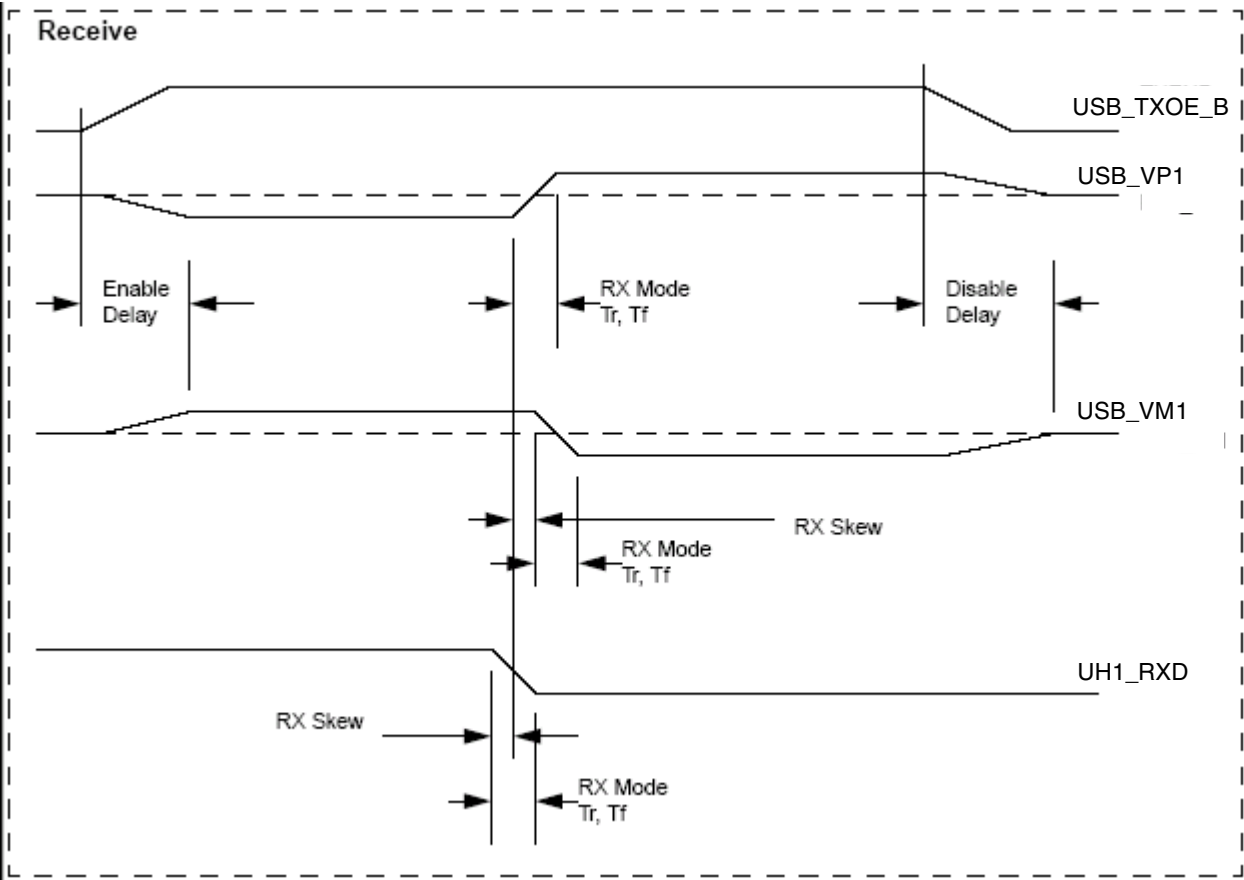 Receive
USB_TXOE_B
USB_VP1
Enable
Delay
RX Mode
Tr, Tf
Disable
Delay
USB_VM1
RX Skew
RX Mode
Tr, Tf
UH1_RXD
RX Skew
RX Mode
Tr, Tf